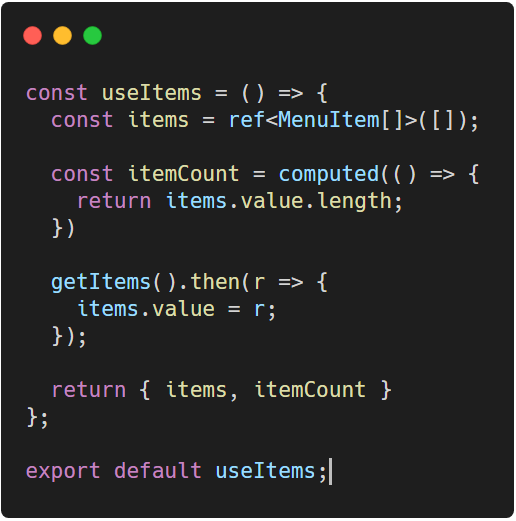 const useItems = () => {
  const items = ref<MenuItem[]>([]);

  const itemCount = computed(() => {
    return items.value.length;
  })

  getItems().then(r => {
    items.value = r;
  });

  return { items, itemCount }
};

export default useItems;